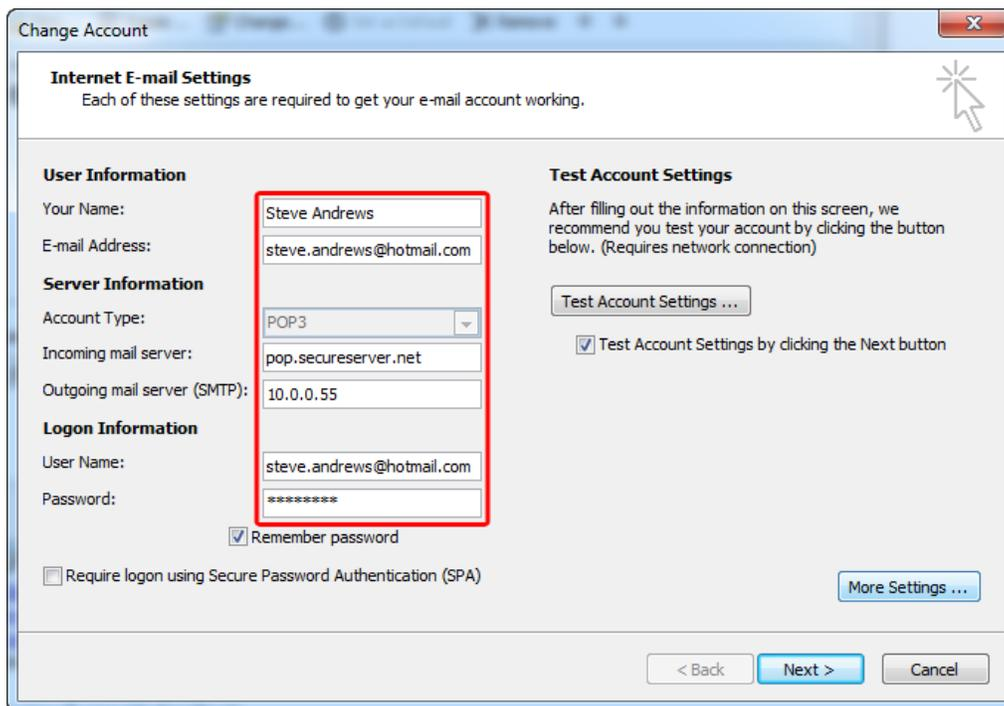 Change Account
Internet E-mail Settings
Each of these settings are required to get your e-mail account working.
User Information
Your Name: Steve Andrews
E-mail Address: steve.andrews@hotmail.com
Server Information
Account Type: POP3
Incoming mail server: pop.secureserver.net
Outgoing mail server (SMTP): 10.0.0.55
Logon Information
User Name: steve.andrews@hotmail.com
Password: ********
Remember password
Require logon using Secure Password Authentication (SPA)
Test Account Settings
After filling out the information on this screen, we
recommend you test your account by clicking the button
below. (Requires network connection)
Test Account Settings ...
Test Account Settings by clicking the Next button
More Settings ...
< Back
Next >
Cancel